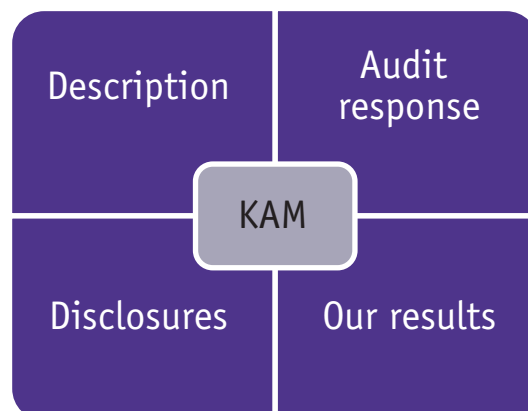 Description
Audit
response
KAM
Disclosures
Our results